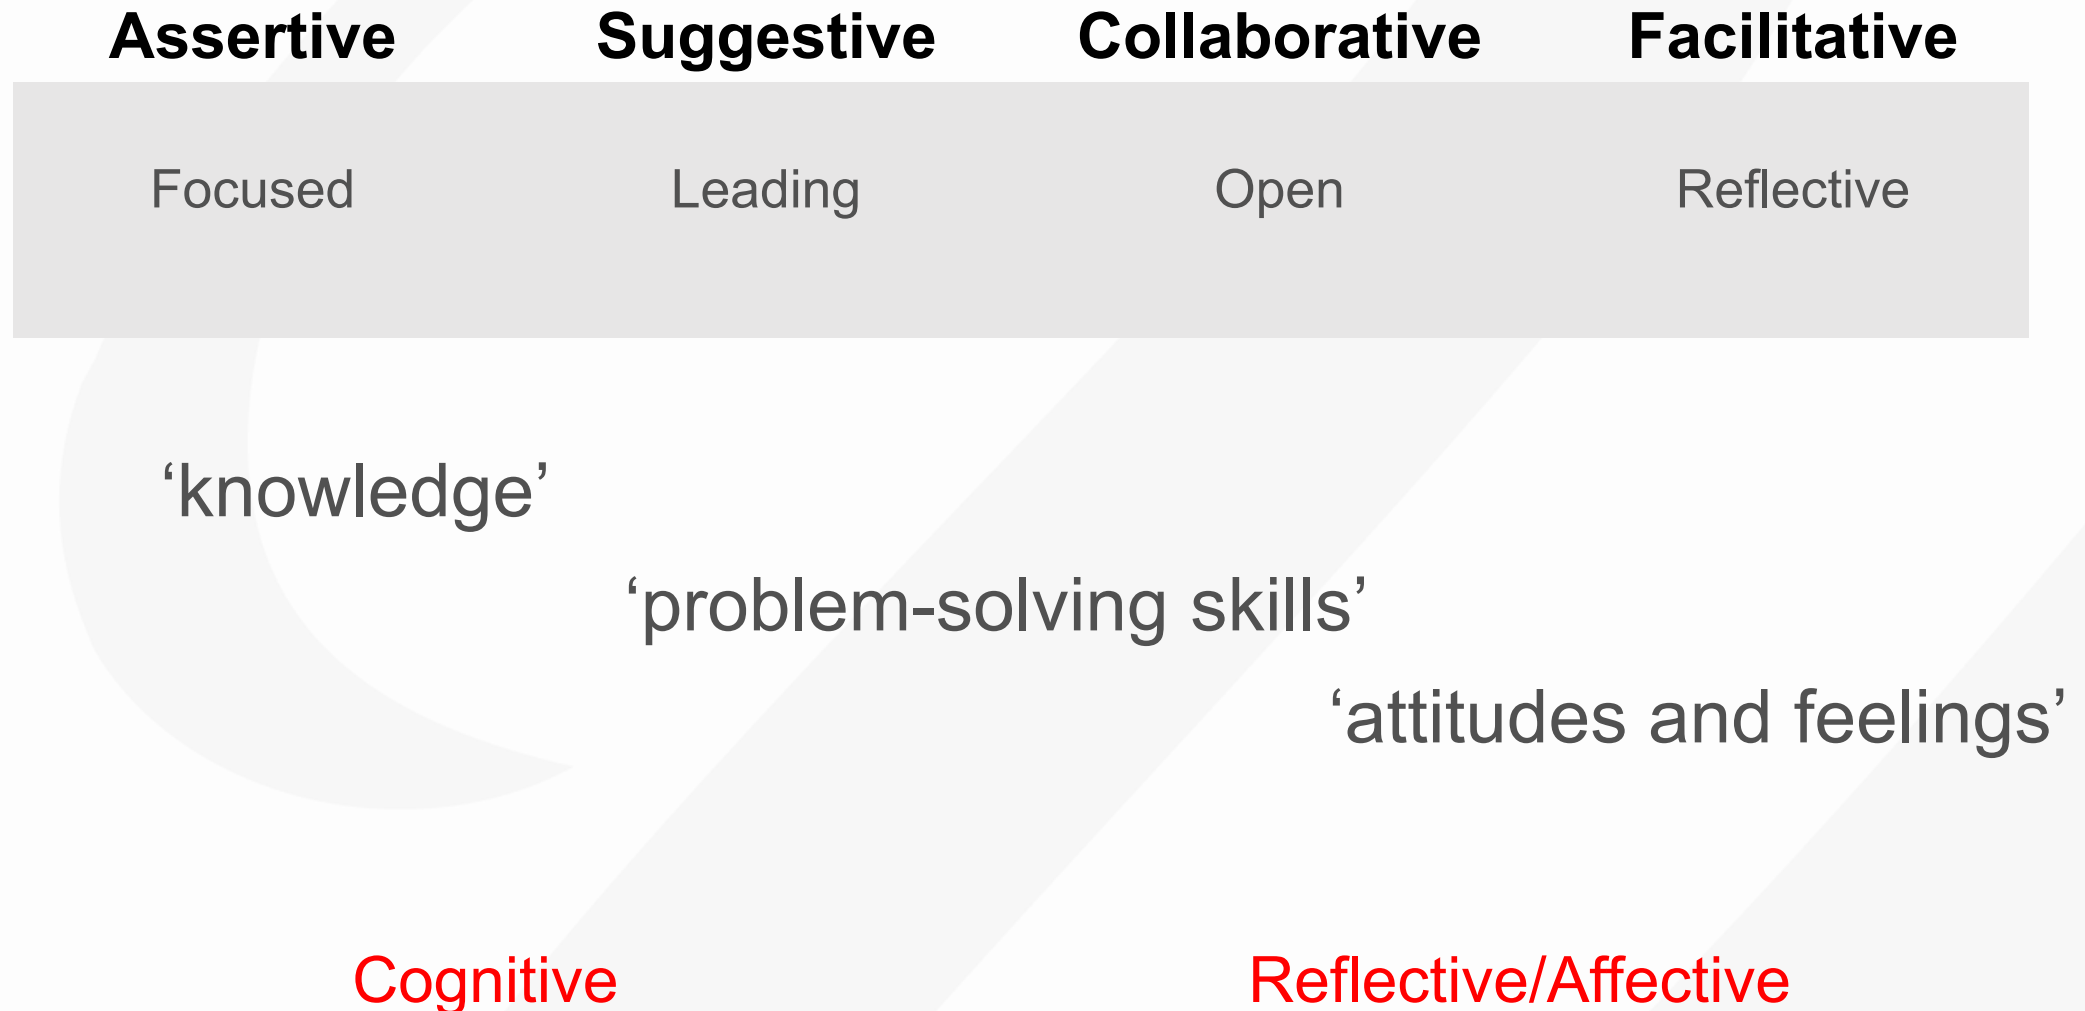 Assertive Suggestive Collaborative Facilitative
Focused Leading Open Reflective
‘knowledge’
‘problem-solving skills’
‘attitudes and feelings’
Cognitive Reflective/Affective